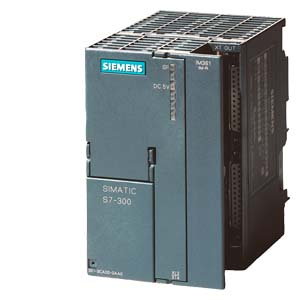 SIEMENS
SF
DC 5V
IM361
X1 OUT
SIMATIC
S7-300